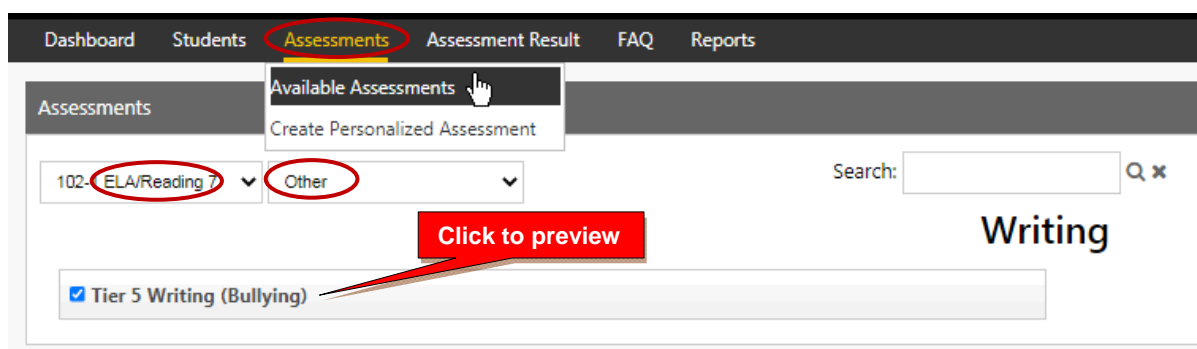 Dashboard Students Assessments Assessment Result FAQ Reports
Available Assessments
Assessments
Create Personalized Assessment
102- ELA/Reading 7 Other Search:
Click to preview
Writing
Tier 5 Writing (Bullying)